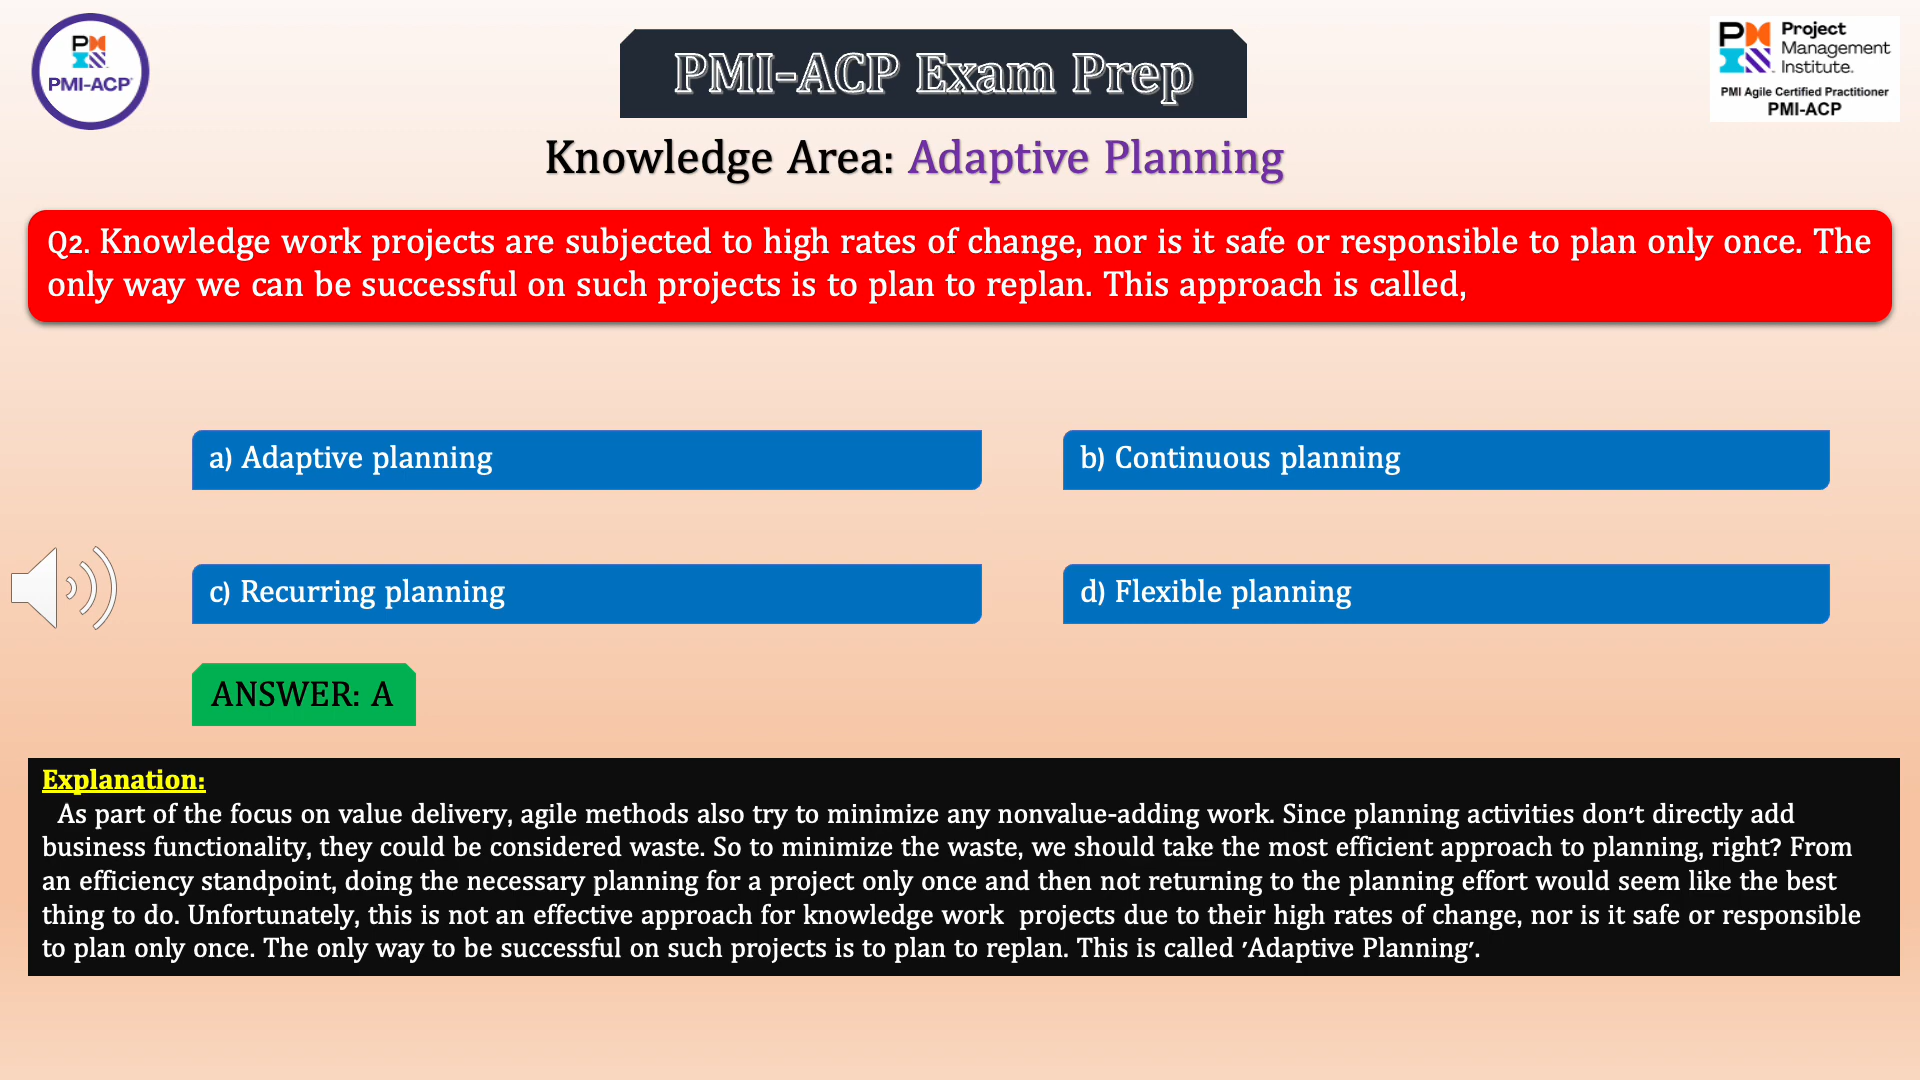 PMI-ACP
PMI-ACP Exam Prep
Project
Management
Institute.
PMI Agile Certified Practitioner
PMI-ACP
Knowledge Area: Adaptive Planning
Q2. Knowledge work projects are subjected to high rates of change, nor is it safe or responsible to plan only once. The
only way we can be successful on such projects is to plan to replan. This approach is called,
a) Adaptive planning
b) Continuous planning
c) Recurring planning
d) Flexible planning
ANSWER: A
Explanation:
As part of the focus on value delivery, agile methods also try to minimize any nonvalue-adding work. Since planning activities don't directly add
business functionality, they could be considered waste. So to minimize the waste, we should take the most efficient approach to planning, right? From
an efficiency standpoint, doing the necessary planning for a project only once and then not returning to the planning effort would seem like the best
thing to do. Unfortunately, this is not an effective approach for knowledge work  projects due to their high rates of change, nor is it safe or responsible
to plan only once. The only way to be successful on such projects is to plan to replan. This is called 'Adaptive Planning'.